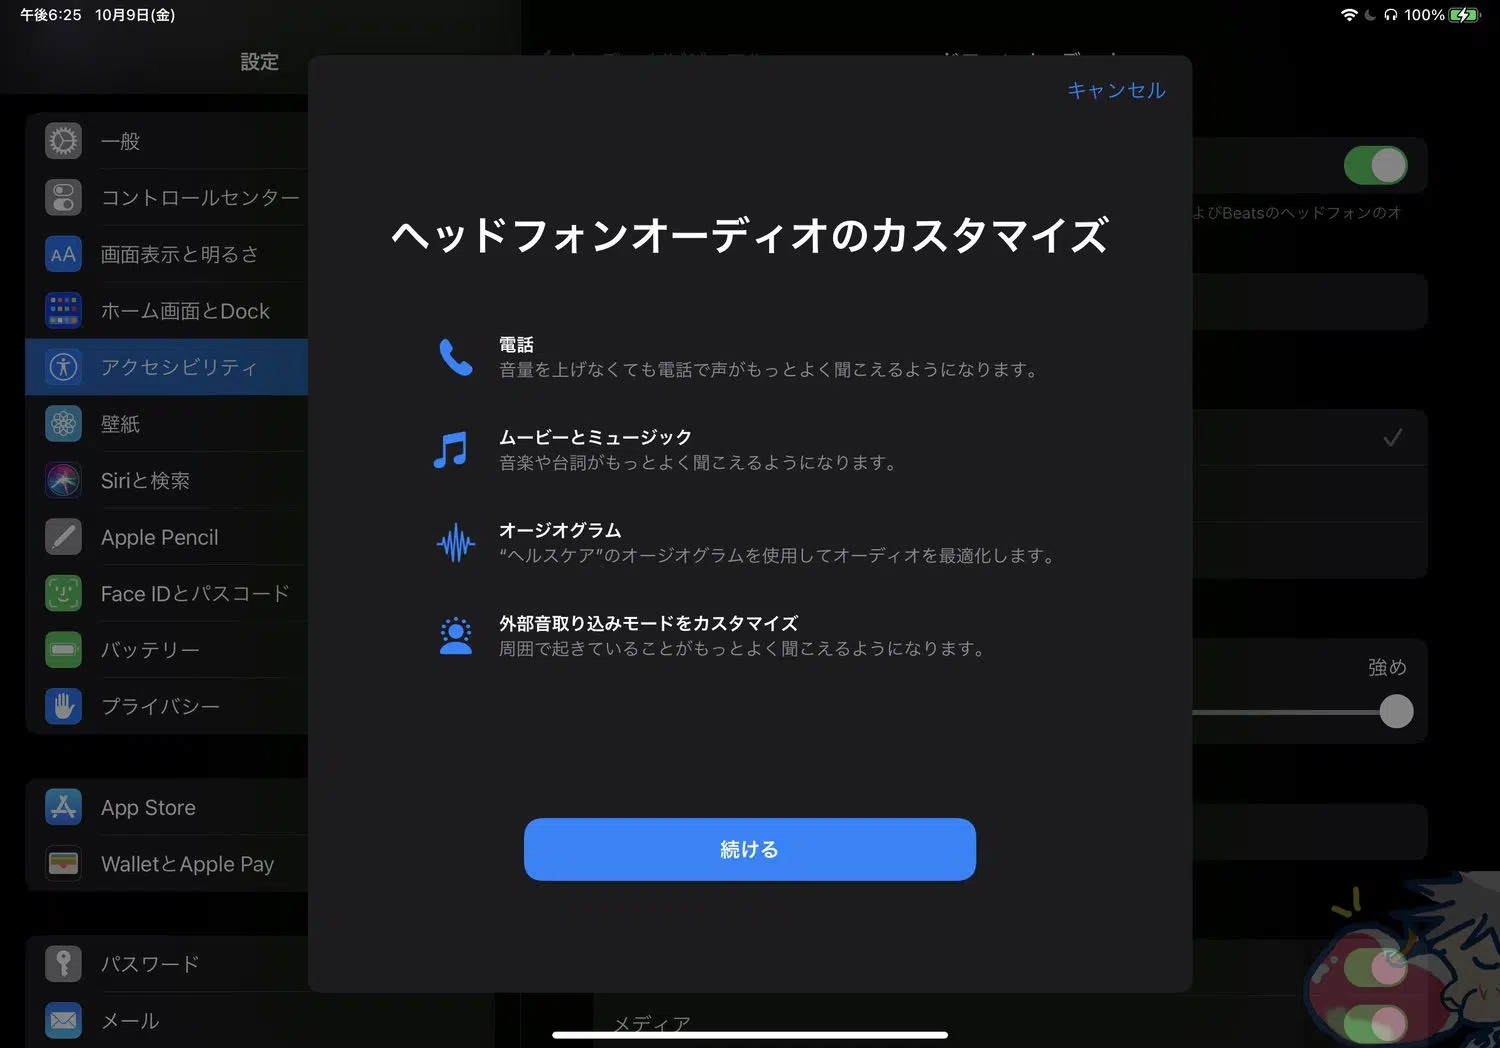 午後6:25 10月9日(金)
100%
設定
キャンセル
一般
コントロールセンター
画面表示と明るさ
ホーム画面とDock
アクセシビリティ
壁紙
Siriと検索
Apple Pencil
Face IDとパスコード
バッテリー
プライバシー
App Store
WalletとApple Pay
パスワード
メール
ヘッドフォンオーディオのカスタマイズ
電話
音量を上げなくても電話で声がもっとよく聞こえるようになります。
ムービーとミュージック
音楽や台詞がもっとよく聞こえるようになります。
オージオグラム
“ヘルスケア”のオージオグラムを使用してオーディオを最適化します。
外部音取り込みモードをカスタマイズ
周囲で起きていることがもっとよく聞こえるようになります。
続ける
よびBeatsのヘッドフォンのオ
強め
メディア